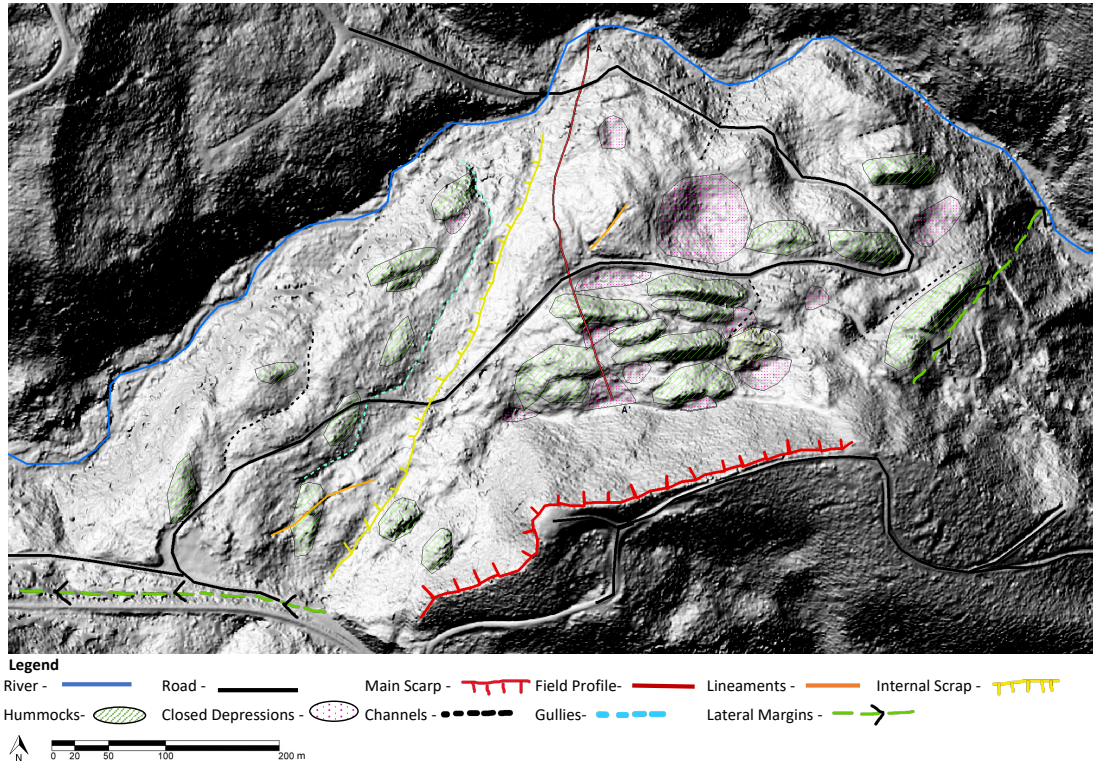 A
A'
Legend
River - Road - Main Scarp - Field Profile- Lineaments - Internal Scrap -
Hummocks- Closed Depressions - Channels - Gullies- Lateral Margins -
N
0 20 50 100 200 m